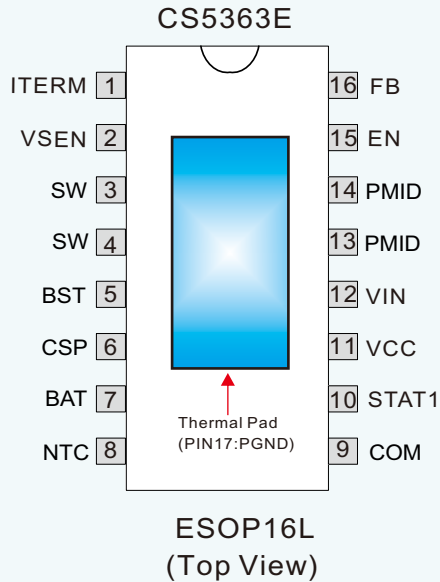 CS5363E
ITERM 1 16 FB
VSEN 2 15 EN
SW 3 14 PMID
SW 4 13 PMID
BST 5 12 VIN
CSP 6 11 VCC
BAT 7 10 STAT1
NTC 8 9 COM
Thermal Pad
(PIN17:PGND)
ESOP16L
(Top View)